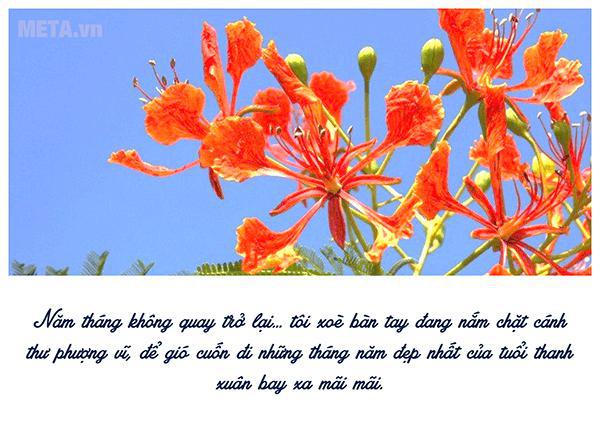 META.vn
Năm tháng không quay trở lại... tôi xoè bàn tay đang nắm chặt cánh
thư phượng vĩ, để gió cuốn đi những tháng năm đẹp nhất của tuổi thanh
xuân bay xa mãi mãi.